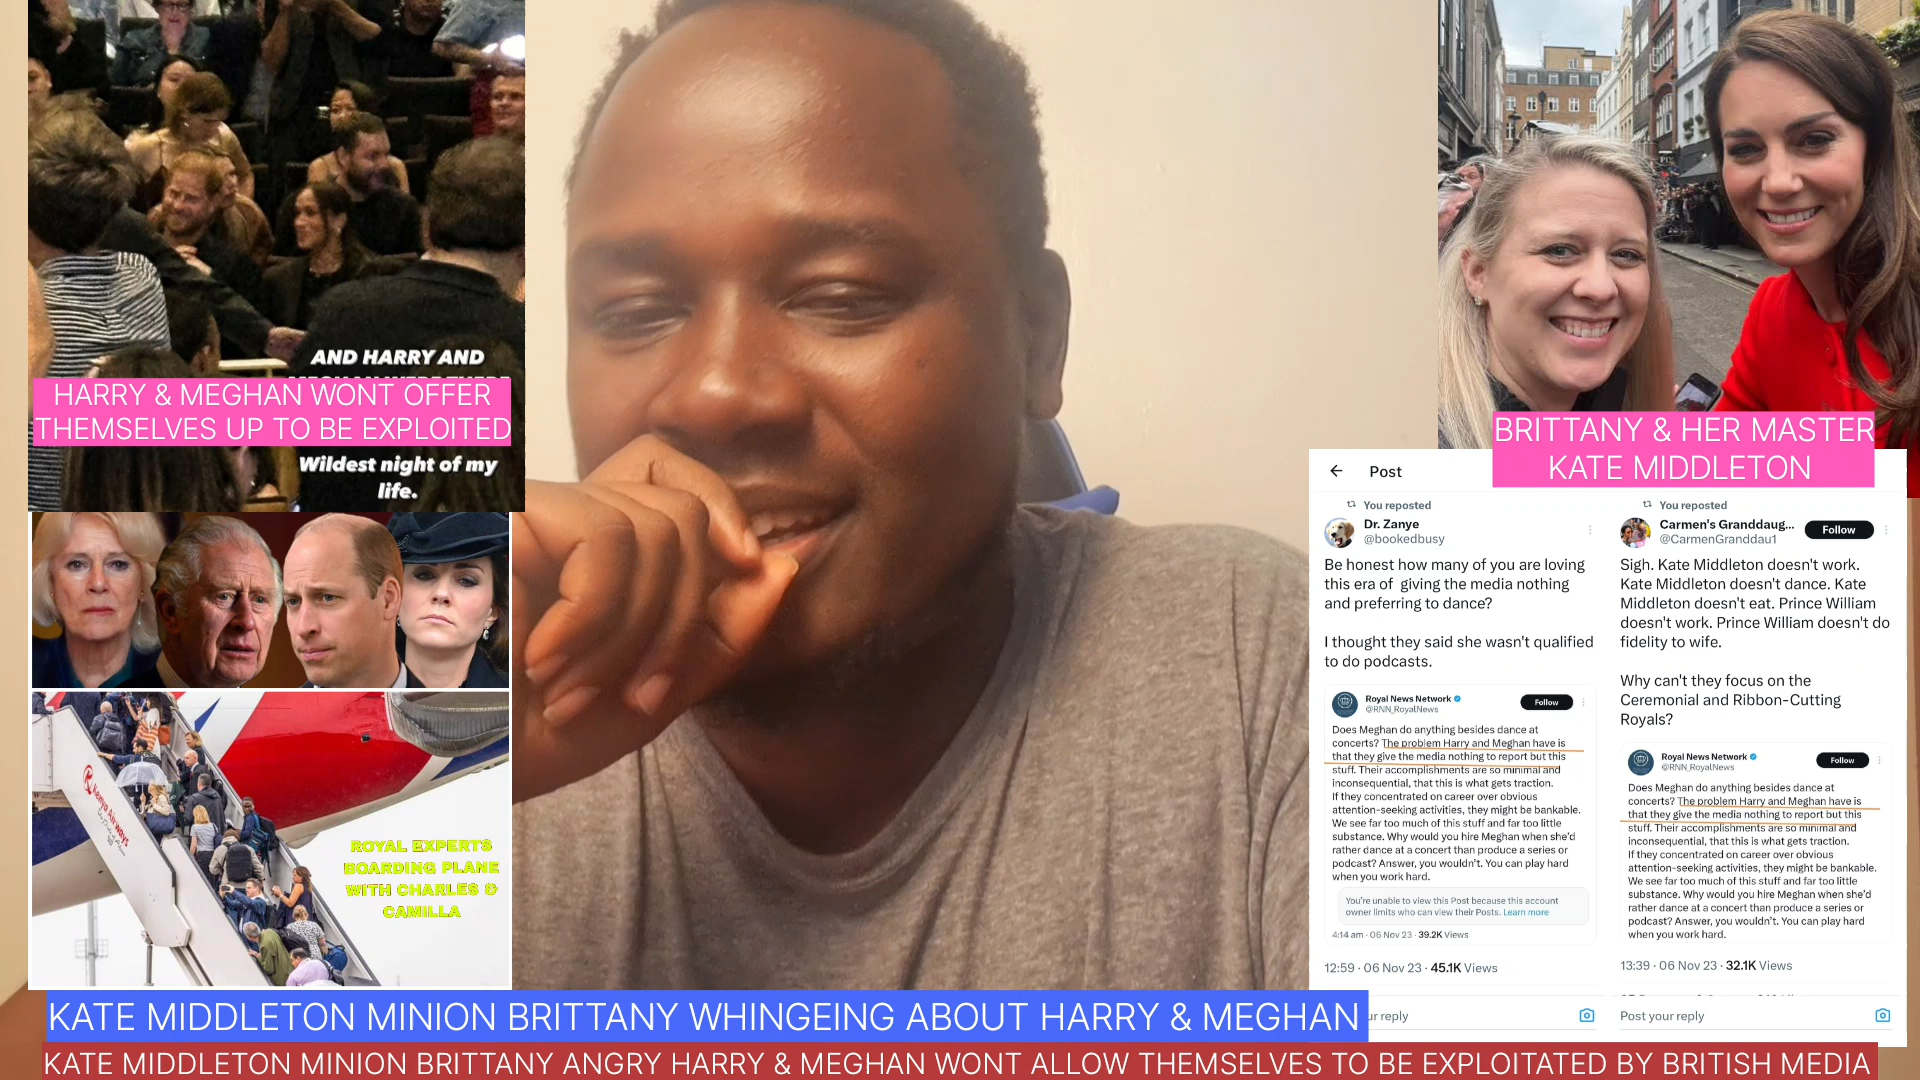 AND HARRY AND
HARRY & MEGHAN WONT OFFER
THEMSELVES UP TO BE EXPLOITED
Wildest night of my
life.
Kenya Airways
ROYAL EXPERTS
BOARDING PLANE
WITH CHARLES &
CAMILLA
BRITTANY & HER MASTER
KATE MIDDLETON
Post
You reposted
Dr. Zanye
@bookedbusy
Be honest how many of you are loving
this era of giving the media nothing
and preferring to dance?
I thought they said she wasn't qualified
to do podcasts.
Royal News Network
@RNN_RoyalNews
Follow
Does Meghan do anything besides dance at
concerts? The problem Harry and Meghan have is
that they give the media nothing to report but this
stuff. Their accomplishments are so minimal and
inconsequential, that this is what gets traction.
If they concentrated on career over obvious
attention-seeking activities, they might be bankable.
We see far too much of this stuff and far too little
substance. Why would you hire Meghan when she'd
rather dance at a concert than produce a series or
podcast? Answer, you wouldn't. You can play hard
when you work hard.
You're unable to view this Post because this account
owner limits who can view their Posts. Learn more
4:14 am · 06 Nov 23 · 39.2K Views
12:59 · 06 Nov 23 · 45.1K Views
ur reply
You reposted
Carmen's Granddaug...
@CarmenGranddau1
Follow
Sigh. Kate Middleton doesn't work.
Kate Middleton doesn't dance. Kate
Middleton doesn't eat. Prince William
doesn't work. Prince William doesn't do
fidelity to wife.
Why can't they focus on the
Ceremonial and Ribbon-Cutting
Royals?
Royal News Network
@RNN_RoyalNews
Follow
Does Meghan do anything besides dance at
concerts? The problem Harry and Meghan have is
that they give the media nothing to report but this
stuff. Their accomplishments are so minimal and
inconsequential, that this is what gets traction.
If they concentrated on career over obvious
attention-seeking activities, they might be bankable.
We see far too much of this stuff and far too little
substance. Why would you hire Meghan when she'd
rather dance at a concert than produce a series or
podcast? Answer, you wouldn't. You can play hard
when you work hard.
13:39 · 06 Nov 23 · 32.1K Views
Post your reply
KATE MIDDLETON MINION BRITTANY WHINGEING ABOUT HARRY & MEGHAN
KATE MIDDLETON MINION BRITTANY ANGRY HARRY & MEGHAN WONT ALLOW THEMSELVES TO BE EXPLOITATED BY BRITISH MEDIA